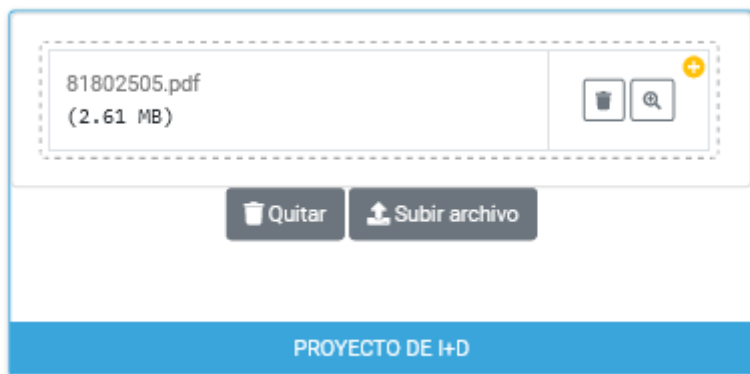 81802505.pdf
(2.61 MB)
Quitar
Subir archivo
PROYECTO DE I+D